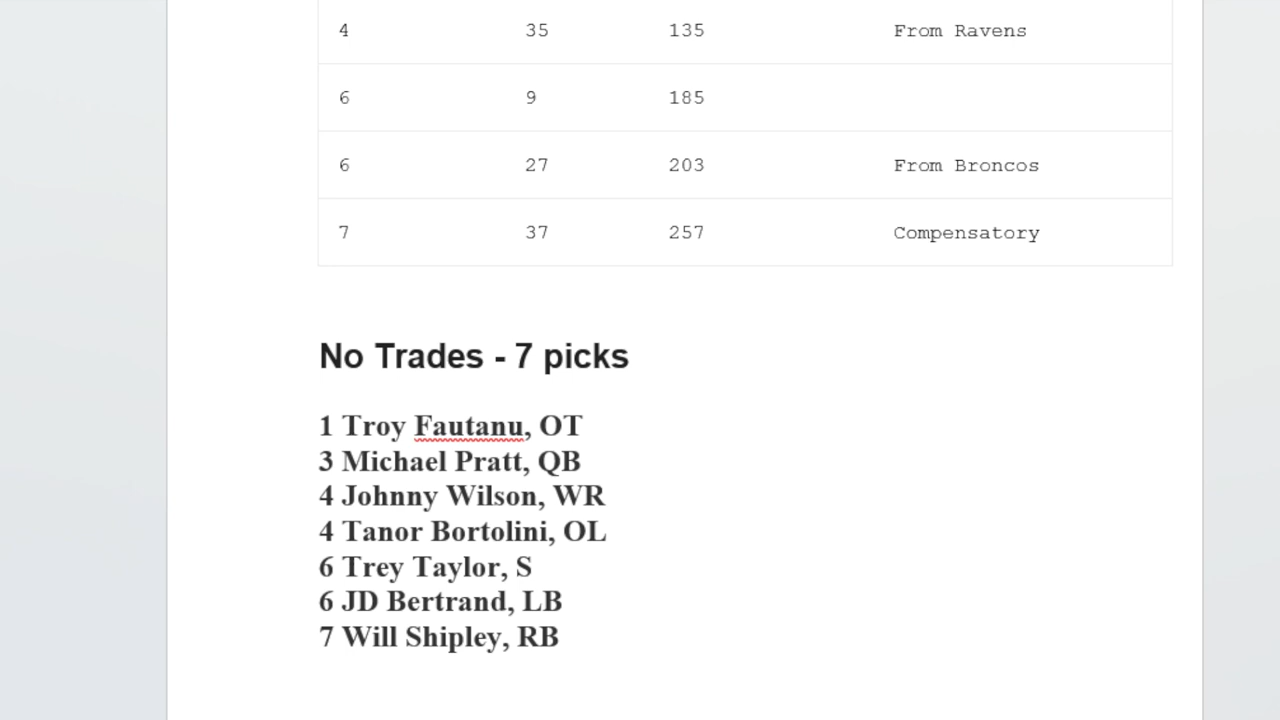 4 35 135 From Ravens
6 9 185
6 27 203 From Broncos
7 37 257 Compensatory
No Trades - 7 picks
1 Troy Fautanu, OT
3 Michael Pratt, QB
4 Johnny Wilson, WR
4 Tanor Bortolini, OL
6 Trey Taylor, S
6 JD Bertrand, LB
7 Will Shipley, RB